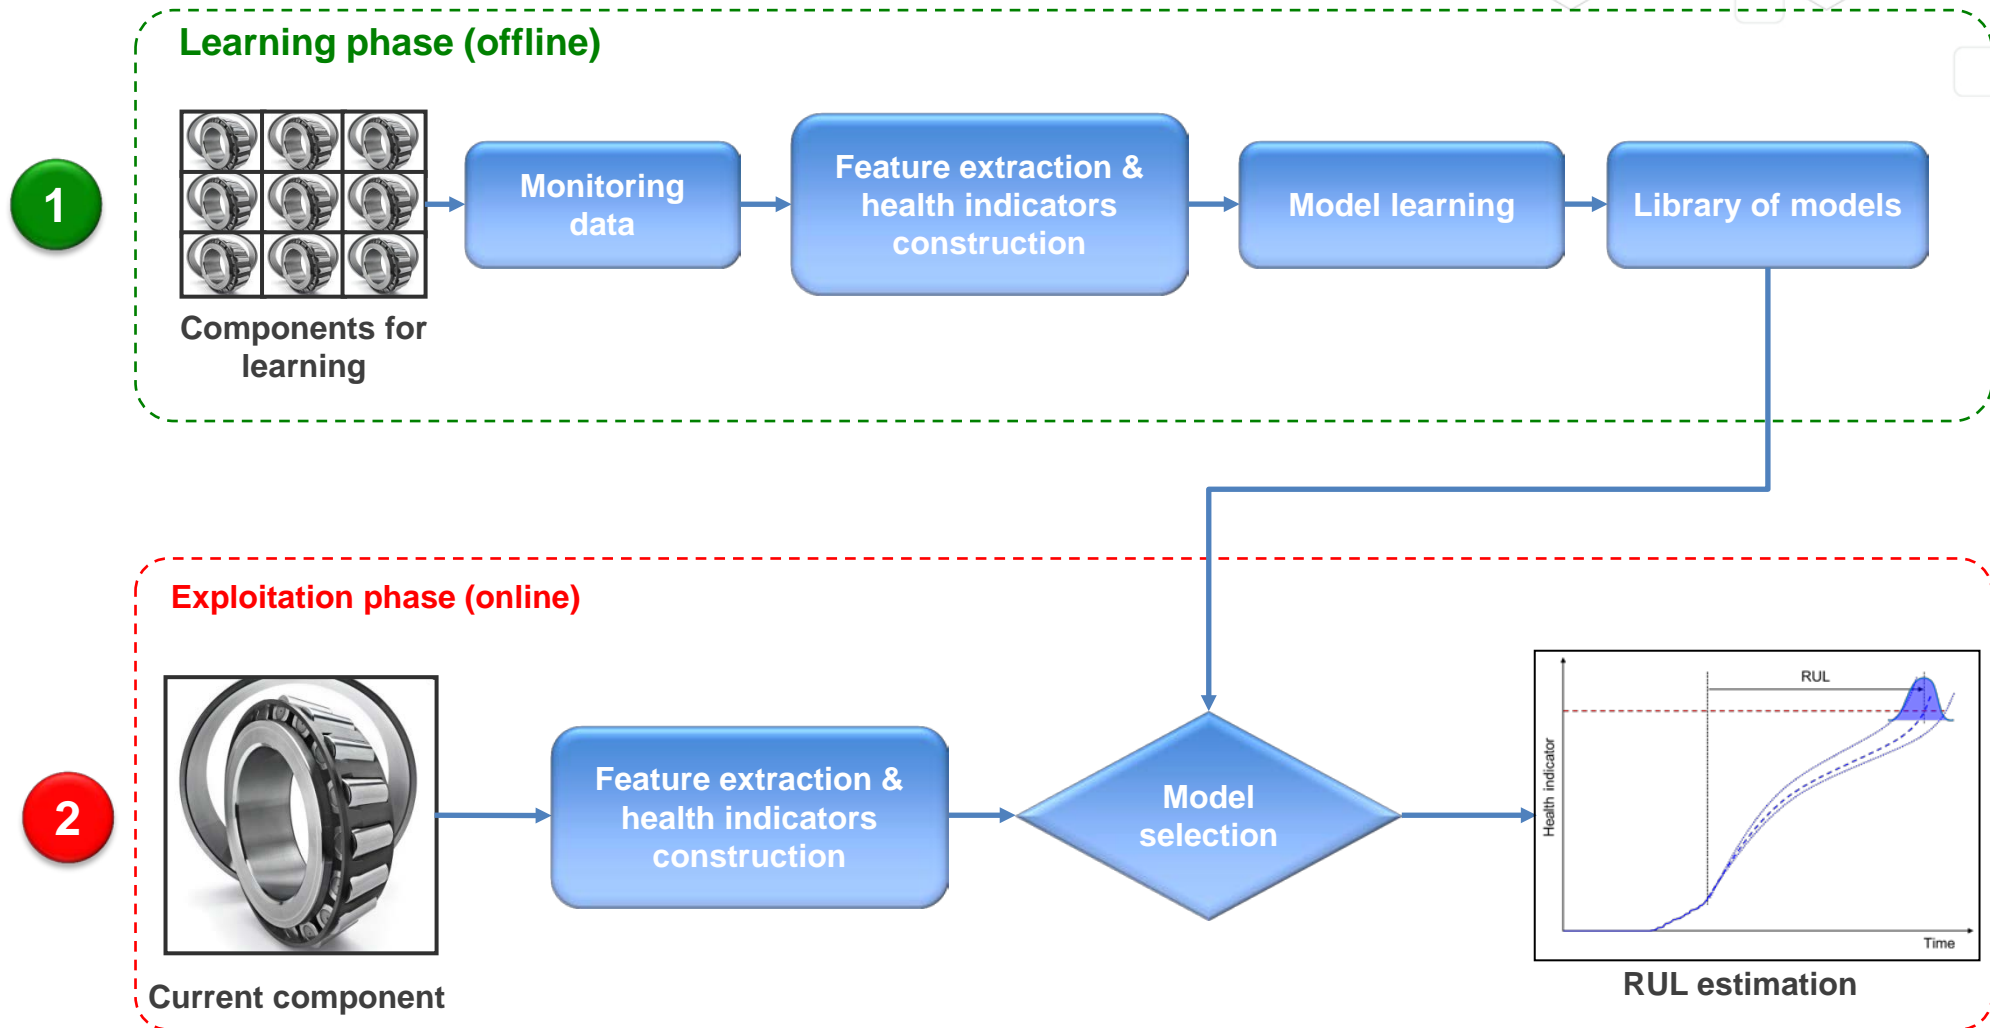 Learning phase (offline)
1
Monitoring
data
Feature extraction &
health indicators
construction
Model learning
Library of models
Components for
learning
Exploitation phase (online)
2
Feature extraction &
health indicators
construction
Model
selection
RUL
Health indicator
Time
Current component
RUL estimation